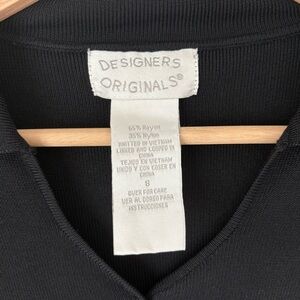 DESIGNERS
ORIGINALS®
65% Rayon
35% Nylon
KNITTED IN VIETNAM
LINKED AND LOOPED IN
CHINA
TEJIDO EN VIETNAM
UNIDO Y CON COSER EN
CHINA
S
OVER FOR CARE
VER AL DORSO PARA
INSTRUCCIONES